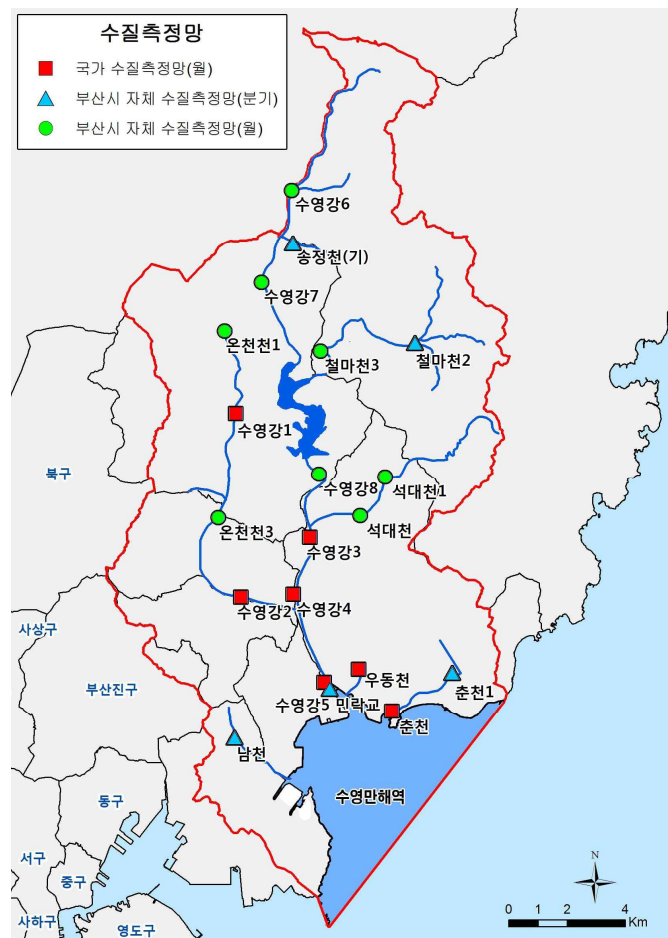 수질측정망
국가 수질측정망(월)
부산시 자체 수질측정망(분기)
부산시 자체 수질측정망(월)
수영강6
송정천(기)
수영강7
온천천1
철마천3
철마천2
수영강1
북구
수영강8
석대천1
석대천
온천천3
수영강3
수영강2
수영강4
사상구
우동천
부산진구
춘천1
수영강5 민락교
춘천
남천
수영만해역
동구
서구
중구
사하구
영도구
N
0 1 2 4
Km